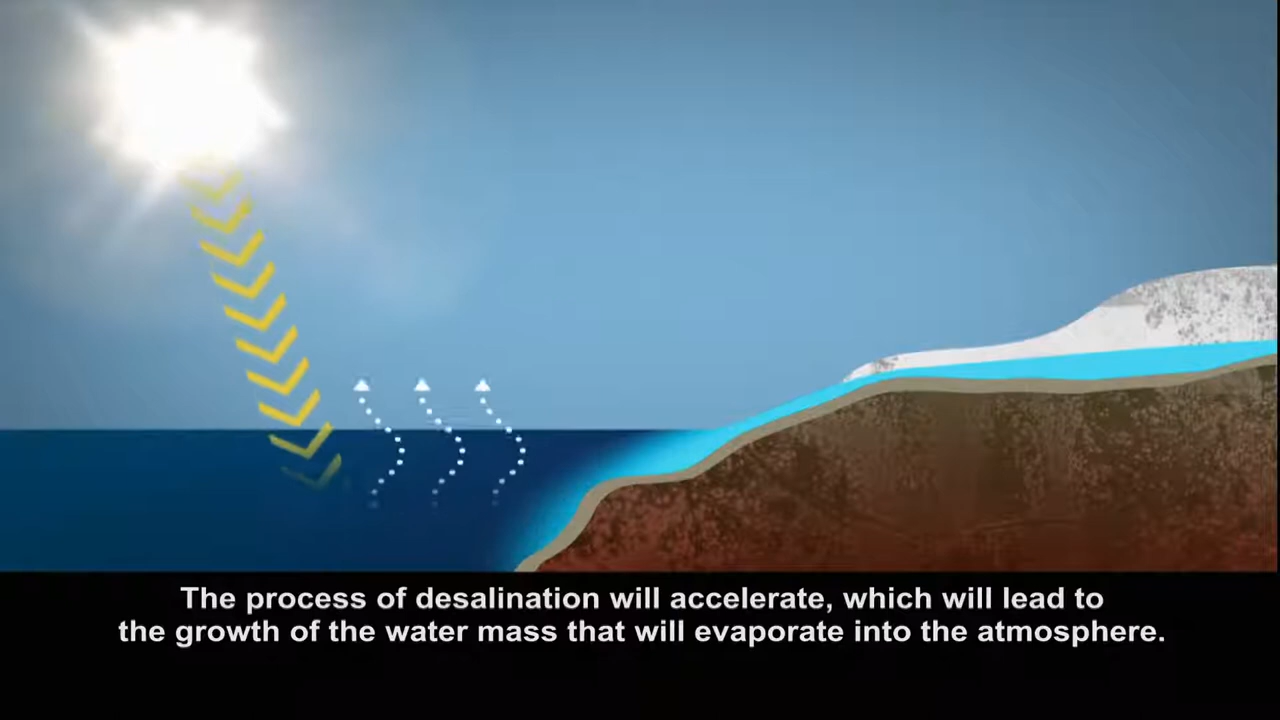 The process of desalination will accelerate, which will lead to
the growth of the water mass that will evaporate into the atmosphere.